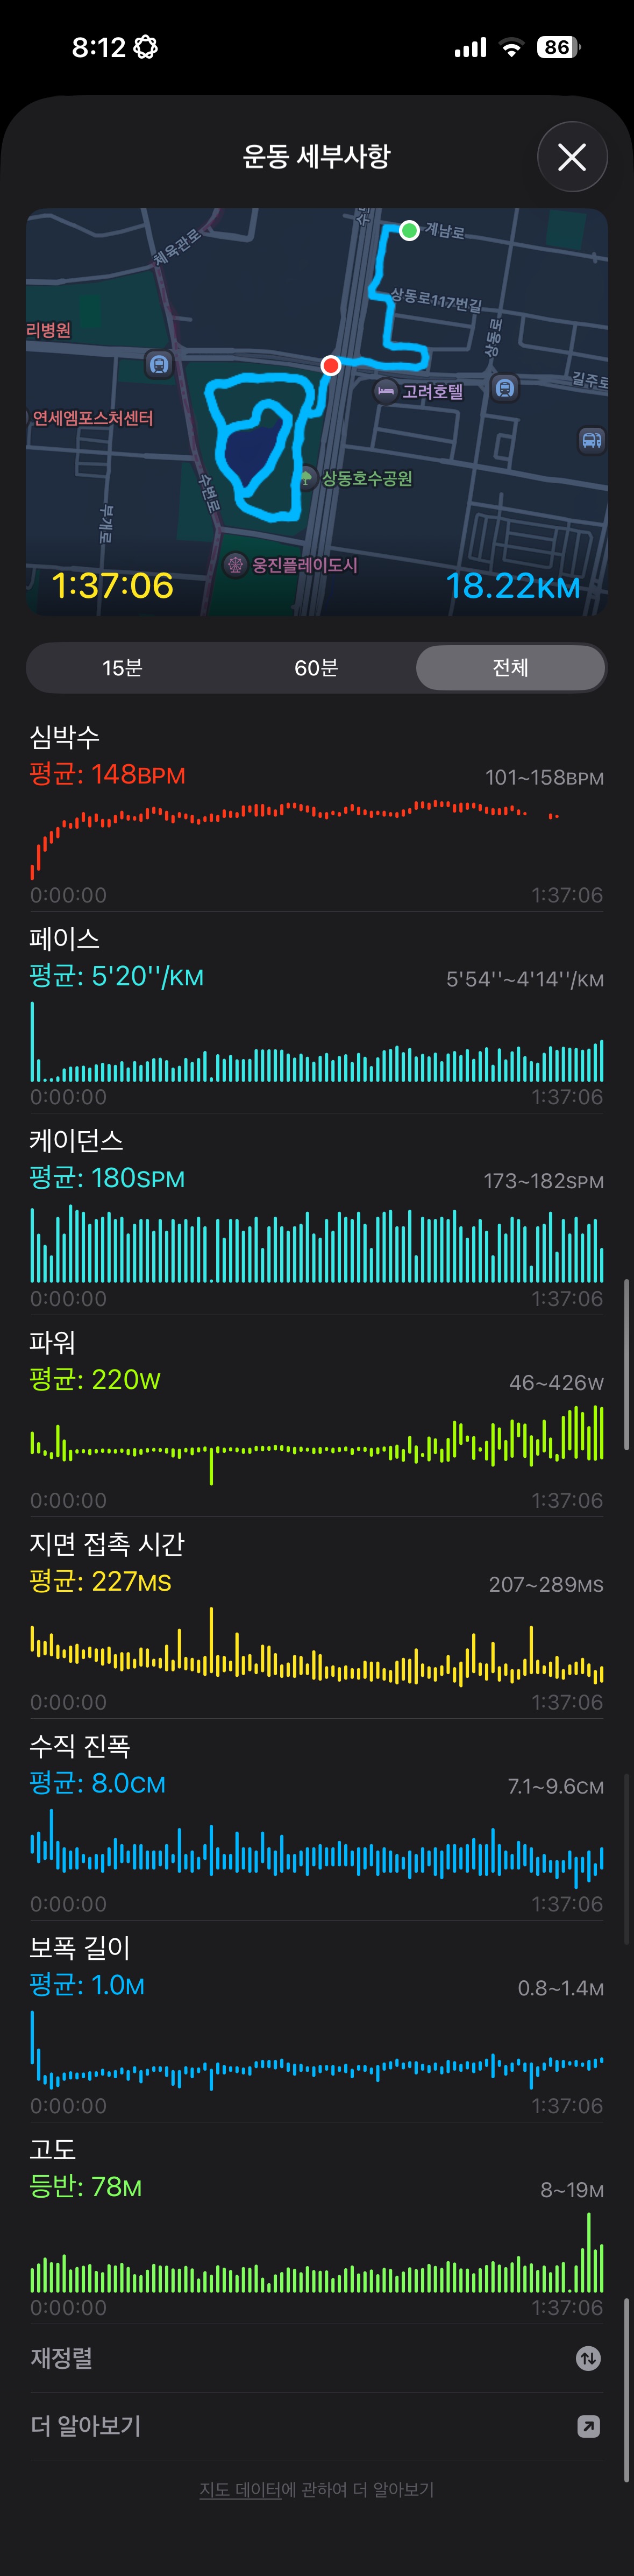 8:12
86
운동 세부사항
계남로
체육관로
상동로117번길
상동로
리병원
길주로
고려호텔
연세엠포스처센터
수변로
상동호수공원
부개로
웅진플레이도시
1:37:06
18.22KM
15분
60분
전체
심박수
평균: 148BPM
101~158BPM
0:00:00
1:37:06
페이스
평균: 5'20''/KM
5'54''~4'14''/KM
0:00:00
1:37:06
케이던스
평균: 180SPM
173~182SPM
0:00:00
1:37:06
파워
평균: 220W
46~426W
0:00:00
1:37:06
지면 접촉 시간
평균: 227MS
207~289MS
0:00:00
1:37:06
수직 진폭
평균: 8.0CM
7.1~9.6CM
0:00:00
1:37:06
보폭 길이
평균: 1.0M
0.8~1.4M
0:00:00
1:37:06
고도
등반: 78M
8~19M
0:00:00
1:37:06
재정렬
더 알아보기
지도 데이터에 관하여 더 알아보기